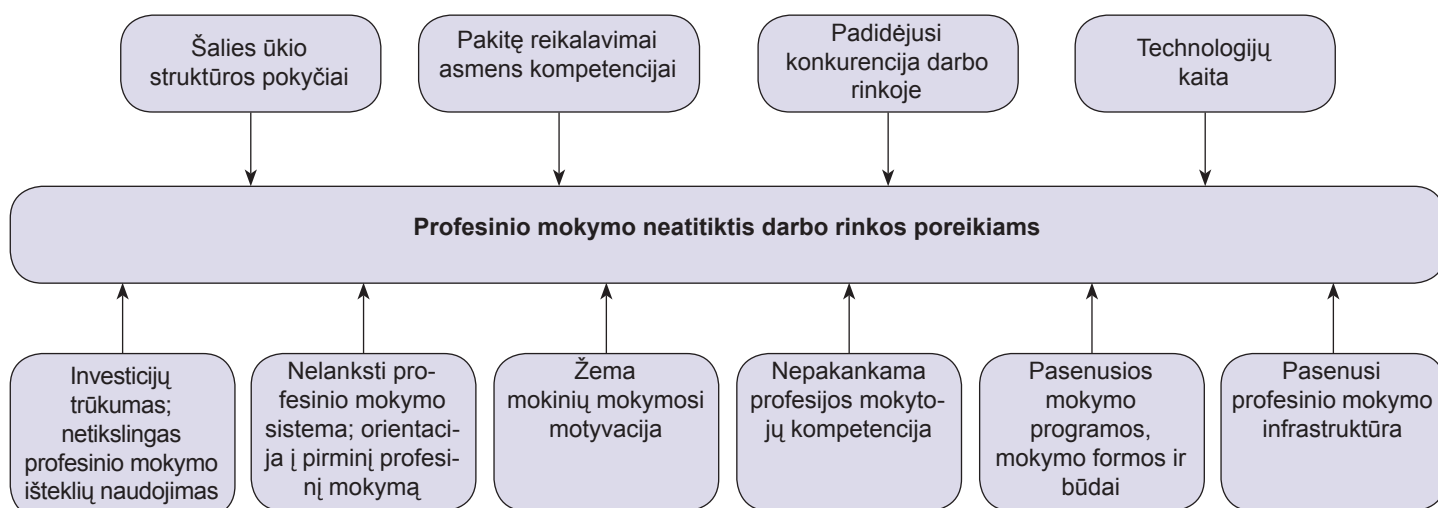 Šalies ūkio
struktūros pokyčiai
Pakitę reikalavimai
asmens kompetencijai
Padidėjusi
konkurencija darbo
rinkoje
Technologijų
kaita
Profesinio mokymo neatitiktis darbo rinkos poreikiams
Investicijų
trūkumas;
netikslingas
profesinio mokymo
išteklių naudojimas
Nelanksti pro-
fesinio mokymo
sistema; orientaci-
ja į pirminį profesi-
nį mokymą
Žema
mokinių mokymosi
motyvacija
Nepakankama
profesijos mokyto-
jų kompetencija
Pasenusios
mokymo
programos,
mokymo formos ir
būdai
Pasenusi
profesinio mokymo
infrastruktūra